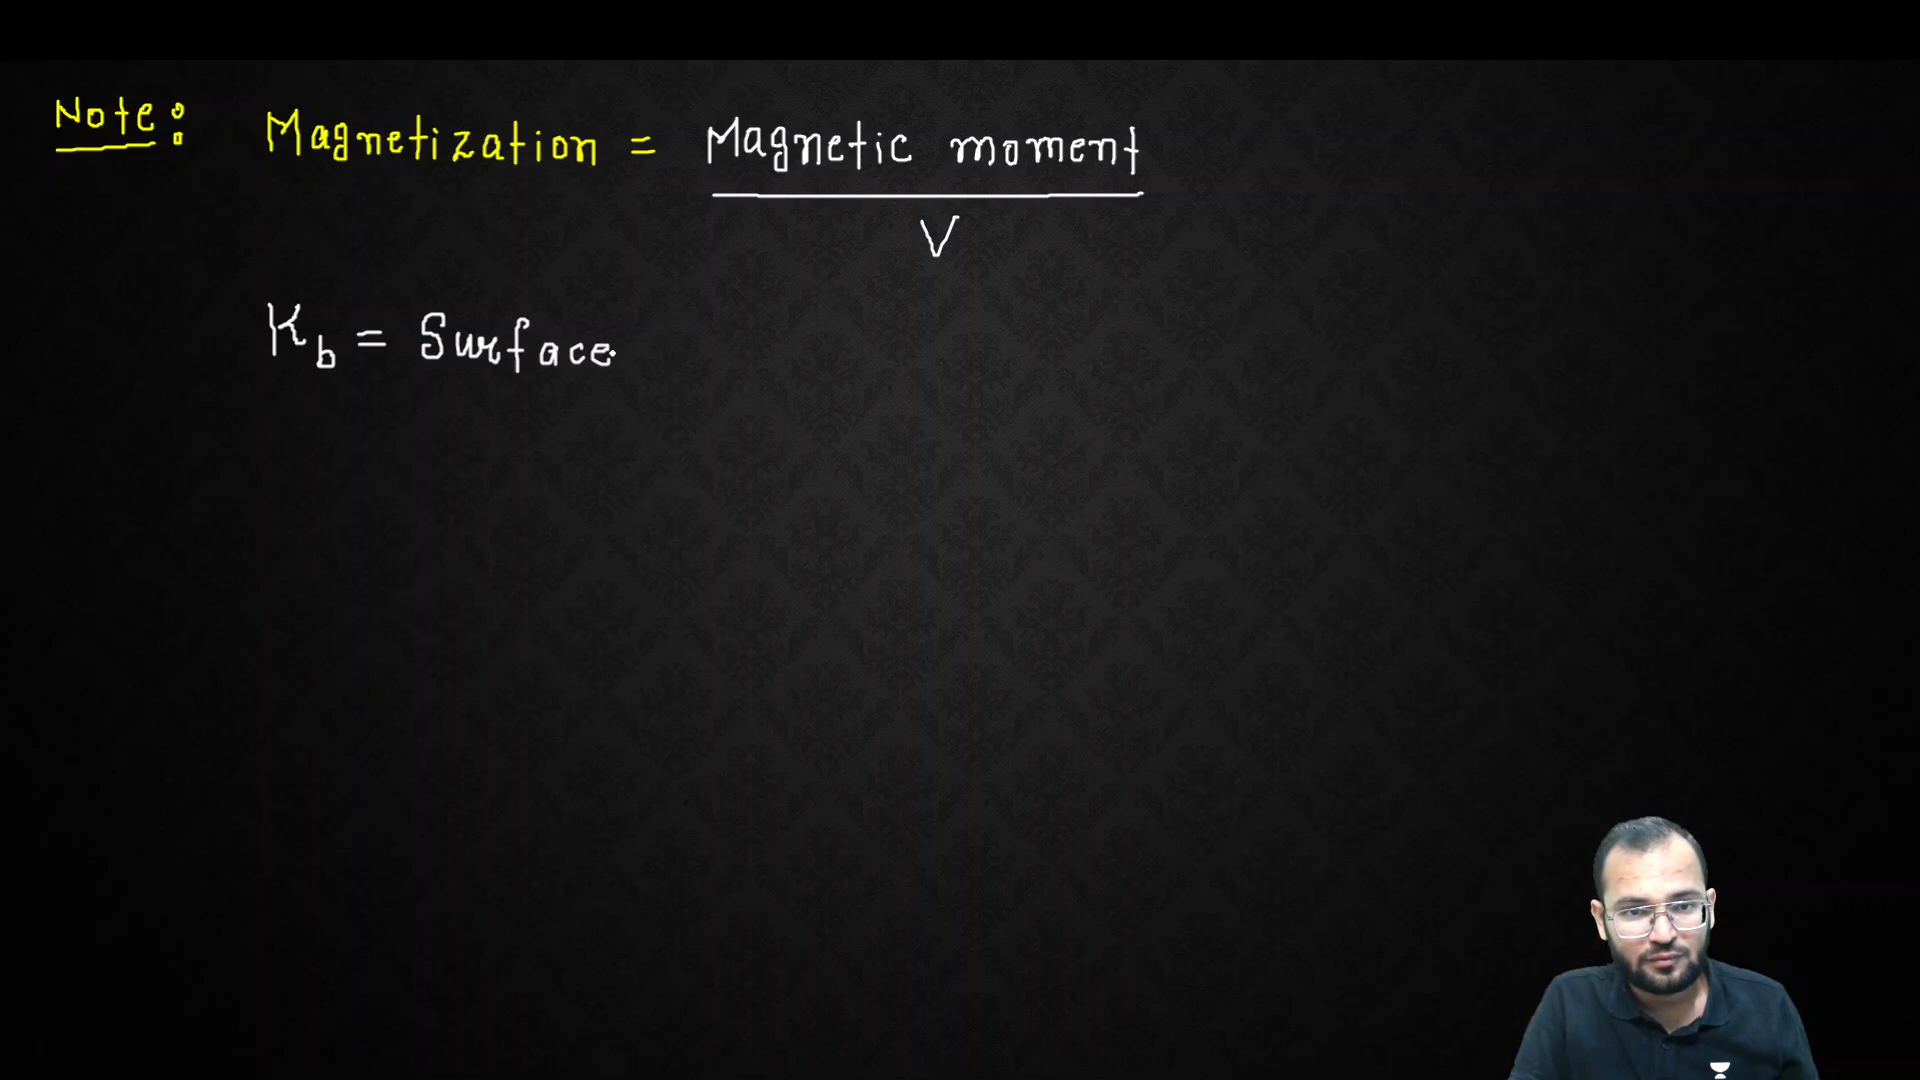 Note: Magnetization = Magnetic moment
V
K_b = Surface